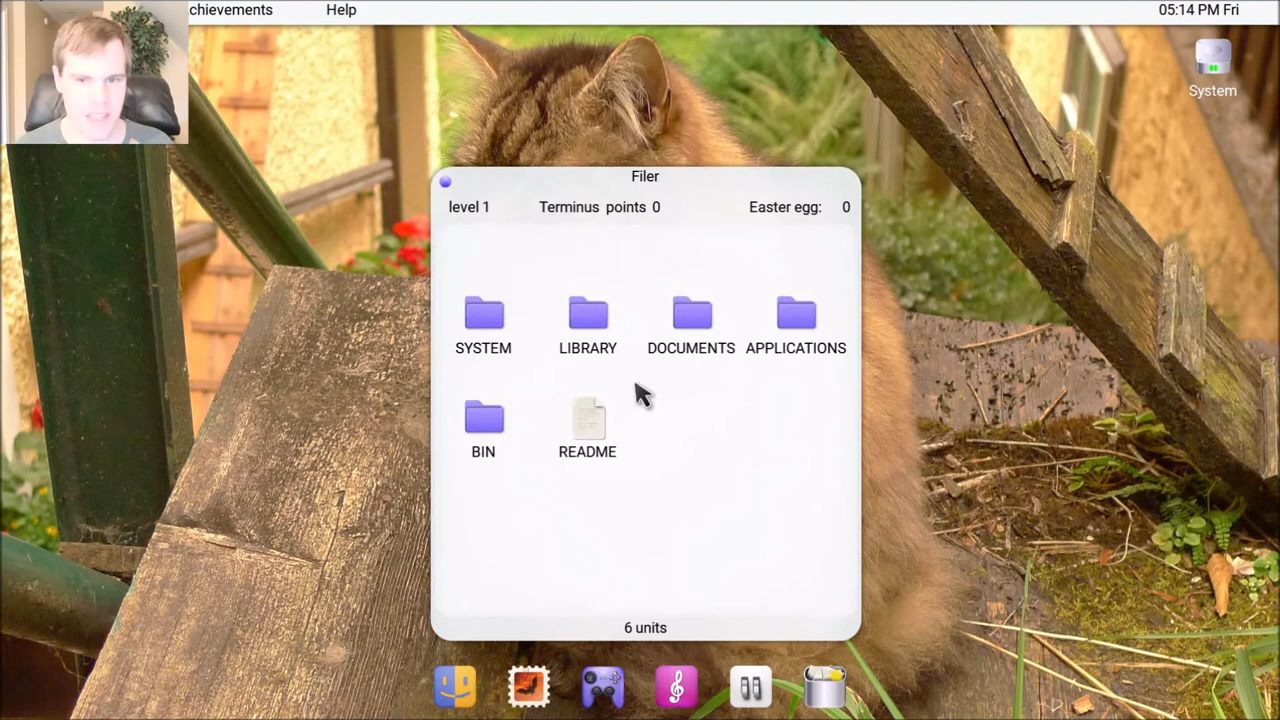 chievements Help 05:14 PM Fri
System
Filer
level 1 Terminus points 0 Easter egg: 0
SYSTEM LIBRARY DOCUMENTS APPLICATIONS
BIN README
6 units